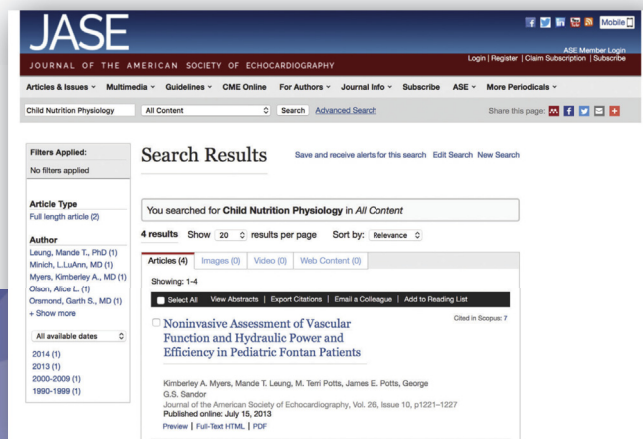 JASE
Mobile
ASE Member Login
JOURNAL OF THE AMERICAN SOCIETY OF ECHOCARDIOGRAPHY
Login | Register | Claim Subscription | Subscribe
Articles & Issues Multimedia Guidelines CME Online For Authors Journal Info Subscribe ASE More Periodicals
Child Nutrition Physiology All Content Search Advanced Search Share this page:
Filters Applied:
No filters applied
Article Type
Full length article (2)
Author
Leung, Mande T., PhD (1)
Minich, L.LuAnn, MD (1)
Myers, Kimberley A., MD (1)
Olson, Alice L. (1)
Orsmond, Garth S., MD (1)
+ Show more
All available dates
2014 (1)
2013 (1)
2000-2009 (1)
1990-1999 (1)
Search Results
Save and receive alerts for this search Edit Search New Search
You searched for Child Nutrition Physiology in All Content
4 results Show 20 results per page Sort by: Relevance
Articles (4) Images (0) Video (0) Web Content (0)
Showing: 1-4
Select All View Abstracts | Export Citations | Email a Colleague | Add to Reading List
Noninvasive Assessment of Vascular
Function and Hydraulic Power and
Efficiency in Pediatric Fontan Patients
Cited in Scopus: 7
Kimberley A. Myers, Mande T. Leung, M. Terri Potts, James E. Potts, George
G.S. Sandor
Journal of the American Society of Echocardiography, Vol. 26, Issue 10, p1221–1227
Published online: July 15, 2013
Preview | Full-Text HTML | PDF